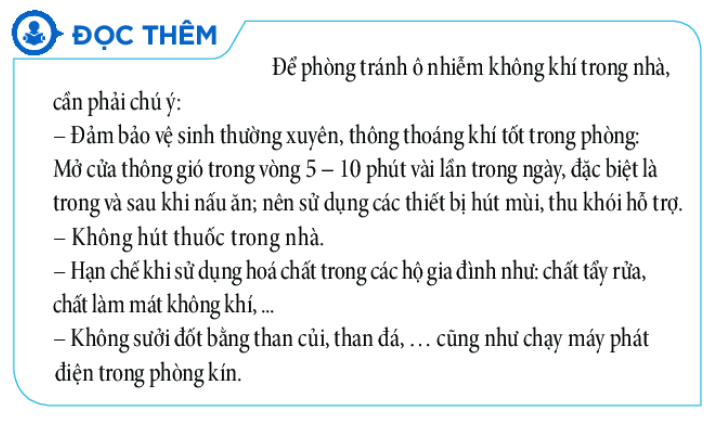 ĐỌC THÊM
Để phòng tránh ô nhiễm không khí trong nhà,
cần phải chú ý:
– Đảm bảo vệ sinh thường xuyên, thông thoáng khí tốt trong phòng:
Mở cửa thông gió trong vòng 5 – 10 phút vài lần trong ngày, đặc biệt là
trong và sau khi nấu ăn; nên sử dụng các thiết bị hút mùi, thu khói hỗ trợ.
– Không hút thuốc trong nhà.
– Hạn chế khi sử dụng hoá chất trong các hộ gia đình như: chất tẩy rửa,
chất làm mát không khí, ...
– Không sưởi đốt bằng than củi, than đá, … cũng như chạy máy phát
điện trong phòng kín.